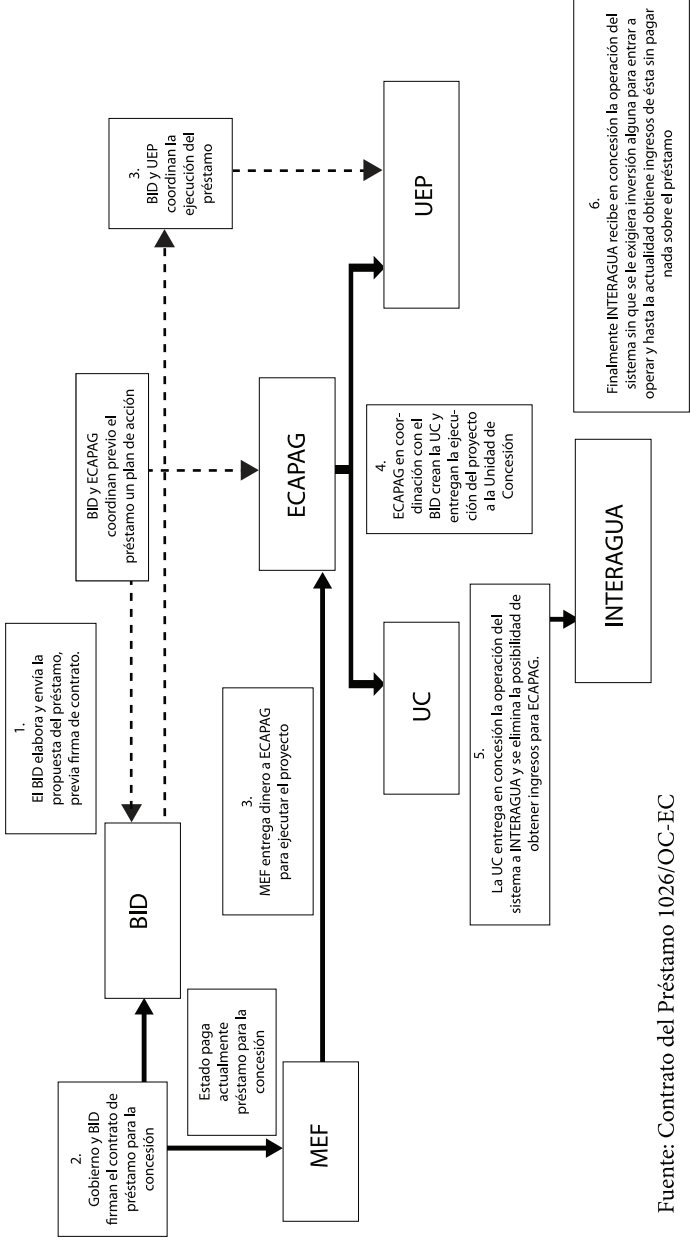 1.
El BID elabora y envía la
propuesta del préstamo,
previa firma de contrato.
2.
Gobierno y BID
firman el contrato de
préstamo para la
concesión
BID
BID y ECAPAG
coordinan previo el
préstamo un plan de acción
3.
BID y UEP
coordinan la
ejecución del
préstamo
Estado paga
actualmente
préstamo para la
concesión
MEF
3.
MEF entrega dinero a ECAPAG
para ejecutar el proyecto
ECAPAG
4.
ECAPAG en coor-
dinación con el
BID crean la UC y
entregan la ejecu-
ción del proyecto
a la Unidad de
Concesión
UC
UEP
5.
La UC entrega en concesión la operación del
sistema a INTERAGUA y se elimina la posibilidad de
obtener ingresos para ECAPAG.
INTERAGUA
6.
Finalmente INTERAGUA recibe en concesión la operación del
sistema sin que se le exigiera inversión alguna para entrar a
operar y hasta la actualidad obtiene ingresos de ésta sin pagar
nada sobre el préstamo
Fuente: Contrato del Préstamo 1026/OC-EC